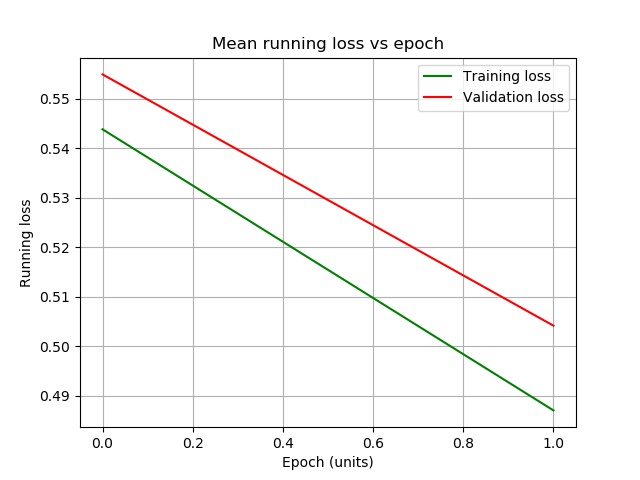 Mean running loss vs epoch
Training loss
Validation loss
0.55
0.54
0.53
0.52
0.51
0.50
0.49
Running loss
0.0 0.2 0.4 0.6 0.8 1.0
Epoch (units)